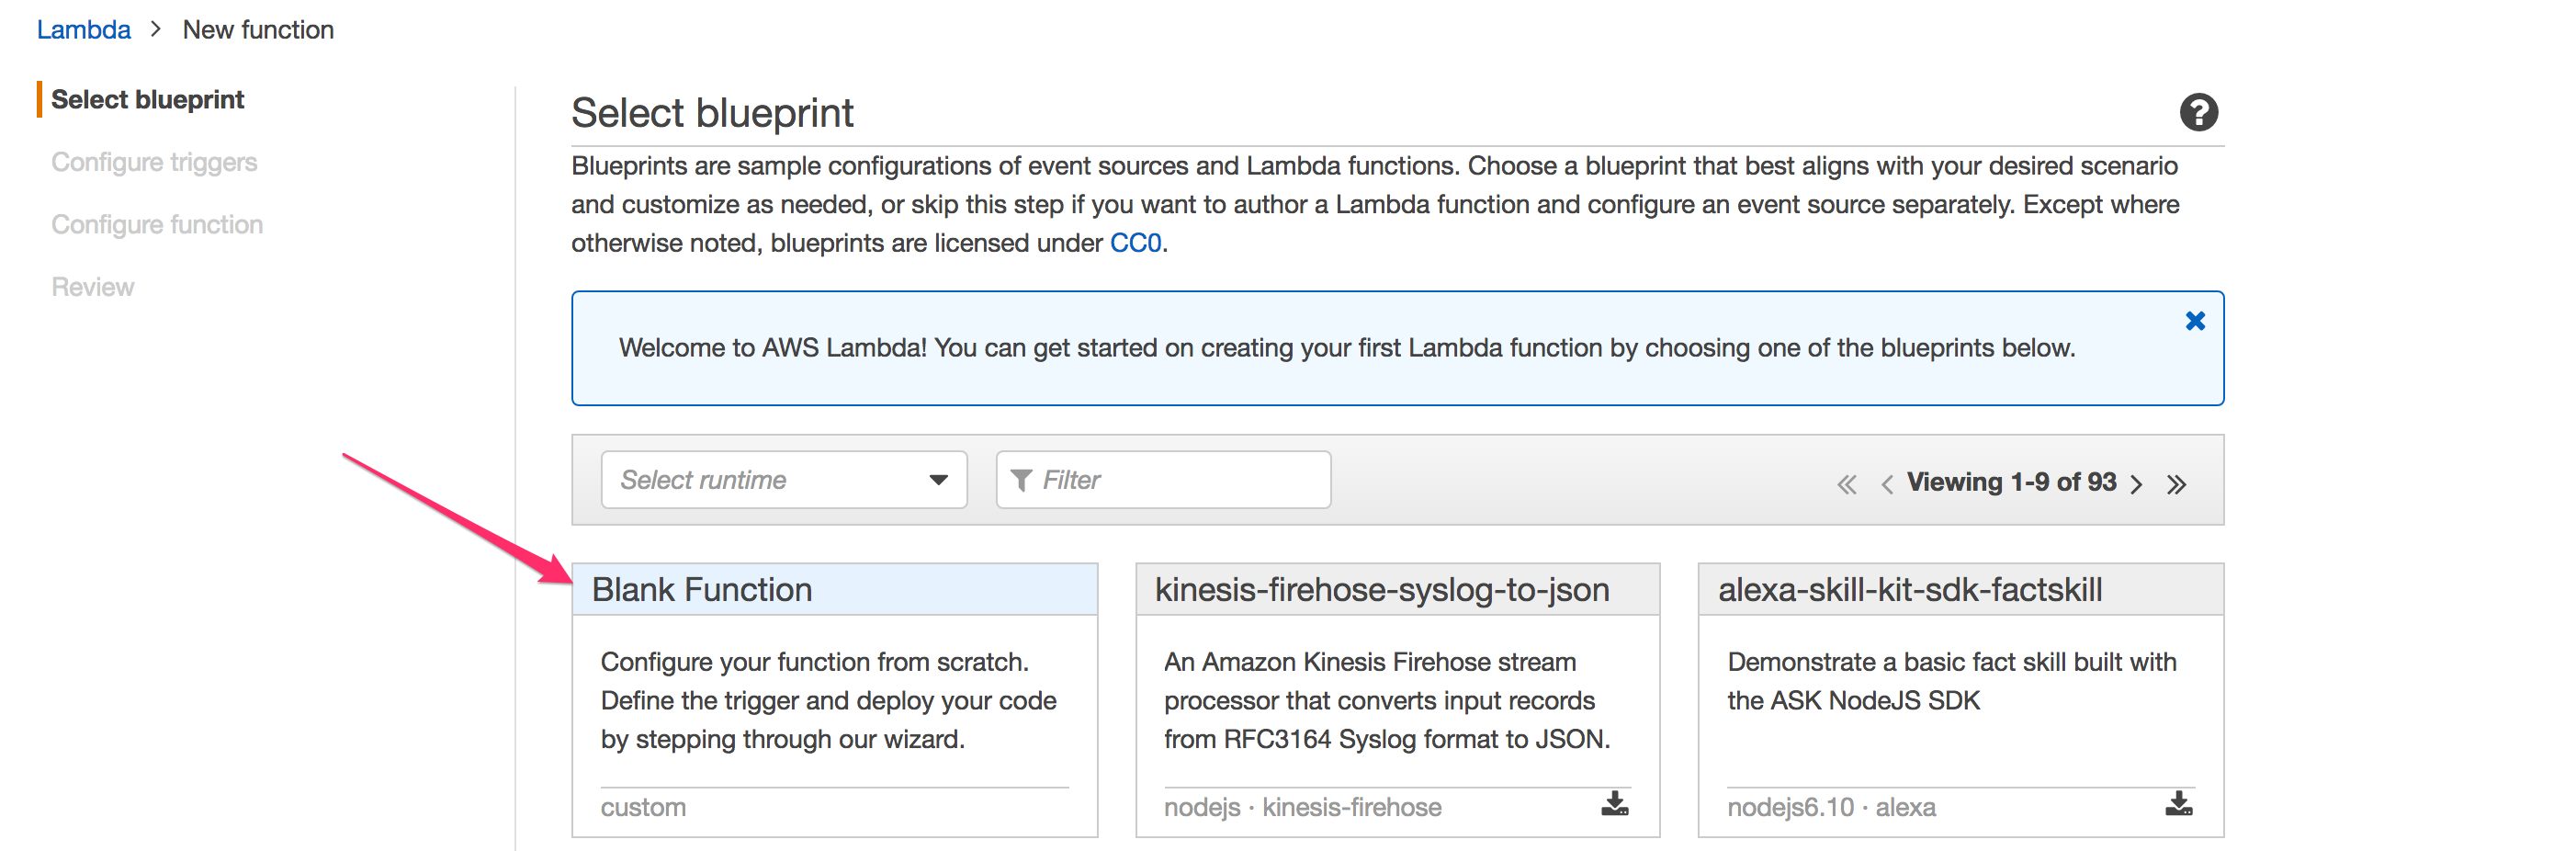 Lambda > New function
Select blueprint
Configure triggers
Configure function
Review
Select blueprint
?
Blueprints are sample configurations of event sources and Lambda functions. Choose a blueprint that best aligns with your desired scenario
and customize as needed, or skip this step if you want to author a Lambda function and configure an event source separately. Except where
otherwise noted, blueprints are licensed under CC0.
Welcome to AWS Lambda! You can get started on creating your first Lambda function by choosing one of the blueprints below.
Select runtime
Filter
« ‹ Viewing 1-9 of 93 › »
Blank Function
Configure your function from scratch.
Define the trigger and deploy your code
by stepping through our wizard.
custom
kinesis-firehose-syslog-to-json
An Amazon Kinesis Firehose stream
processor that converts input records
from RFC3164 Syslog format to JSON.
nodejs · kinesis-firehose
alexa-skill-kit-sdk-factskill
Demonstrate a basic fact skill built with
the ASK NodeJS SDK
nodejs6.10 · alexa